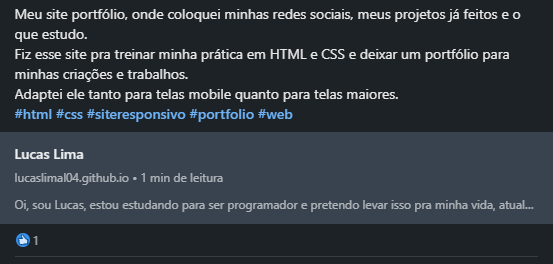 Meu site portfólio, onde coloquei minhas redes sociais, meus projetos já feitos e o
que estudo.
Fiz esse site pra treinar minha prática em HTML e CSS e deixar um portfólio para
minhas criações e trabalhos.
Adaptei ele tanto para telas mobile quanto para telas maiores.
#html #css #siteresponsivo #portfolio #web
Lucas Lima
lucaslimal04.github.io • 1 min de leitura
Oi, sou Lucas, estou estudando para ser programador e pretendo levar isso pra minha vida, atual...
1